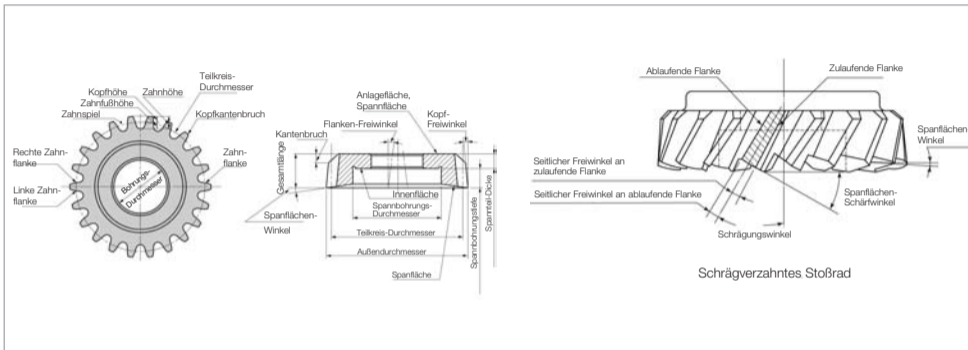 Teilkreis-
Durchmesser
Kopfhöhe
Zahnhöhe
Zahnfußhöhe
Zahnspiel
Kopfkantenbruch
Rechte Zahn-
flanke
Zahn-
flanke
Linke Zahn-
flanke
Bohrungs-
Durchmesser
Anlagefläche,
Spannfläche
Kopf-
Freiwinkel
Flanken-Freiwinkel
Kantenbruch
Gesamtlänge
Innenfläche
Spannbohrungs-
Durchmesser
Spanflächen-
Winkel
Teilkreis-Durchmesser
Außendurchmesser
Spanfläche
Spannbohrungstiefe
Spannteil-Dicke
Ablaufende Flanke
Zulaufende Flanke
Spanflächen-
Winkel
Seitlicher Freiwinkel an
zulaufende Flanke
Seitlicher Freiwinkel an ablaufende Flanke
Spanflächen-
Schärfwinkel
Schrägungswinkel
Schrägverzahntes Stoßrad